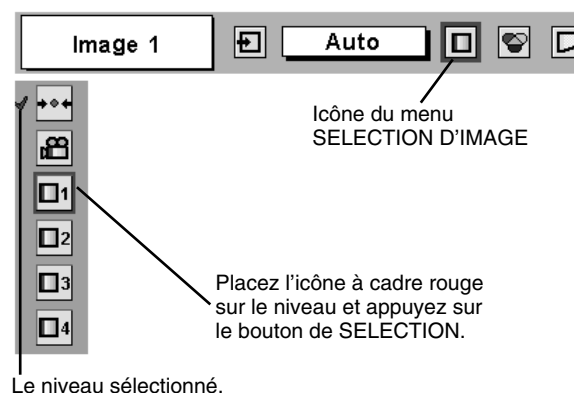 Image 1
Auto
Icône du menu
SELECTION D'IMAGE
1
2
3
4
Placez l'icône à cadre rouge
sur le niveau et appuyez sur
le bouton de SELECTION.
Le niveau sélectionné.